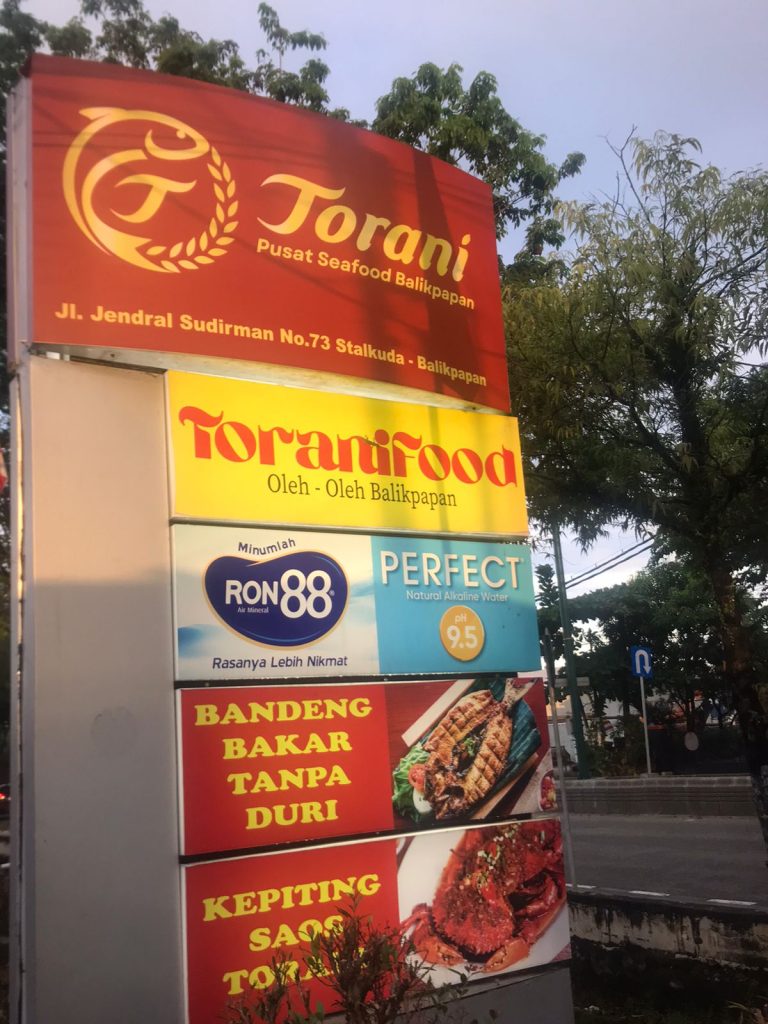 Torani
Pusat Seafood Balikpapan
Jl. Jendral Sudirman No.73 Stalkuda - Balikpapan
ToraniFood
Oleh - Oleh Balikpapan
Minumlah
RON88®
Air Mineral
Rasanya Lebih Nikmat
PERFECT
Natural Alkaline Water
pH
9.5
BANDENG
BAKAR
TANPA
DURI
KEPITING
SAOS